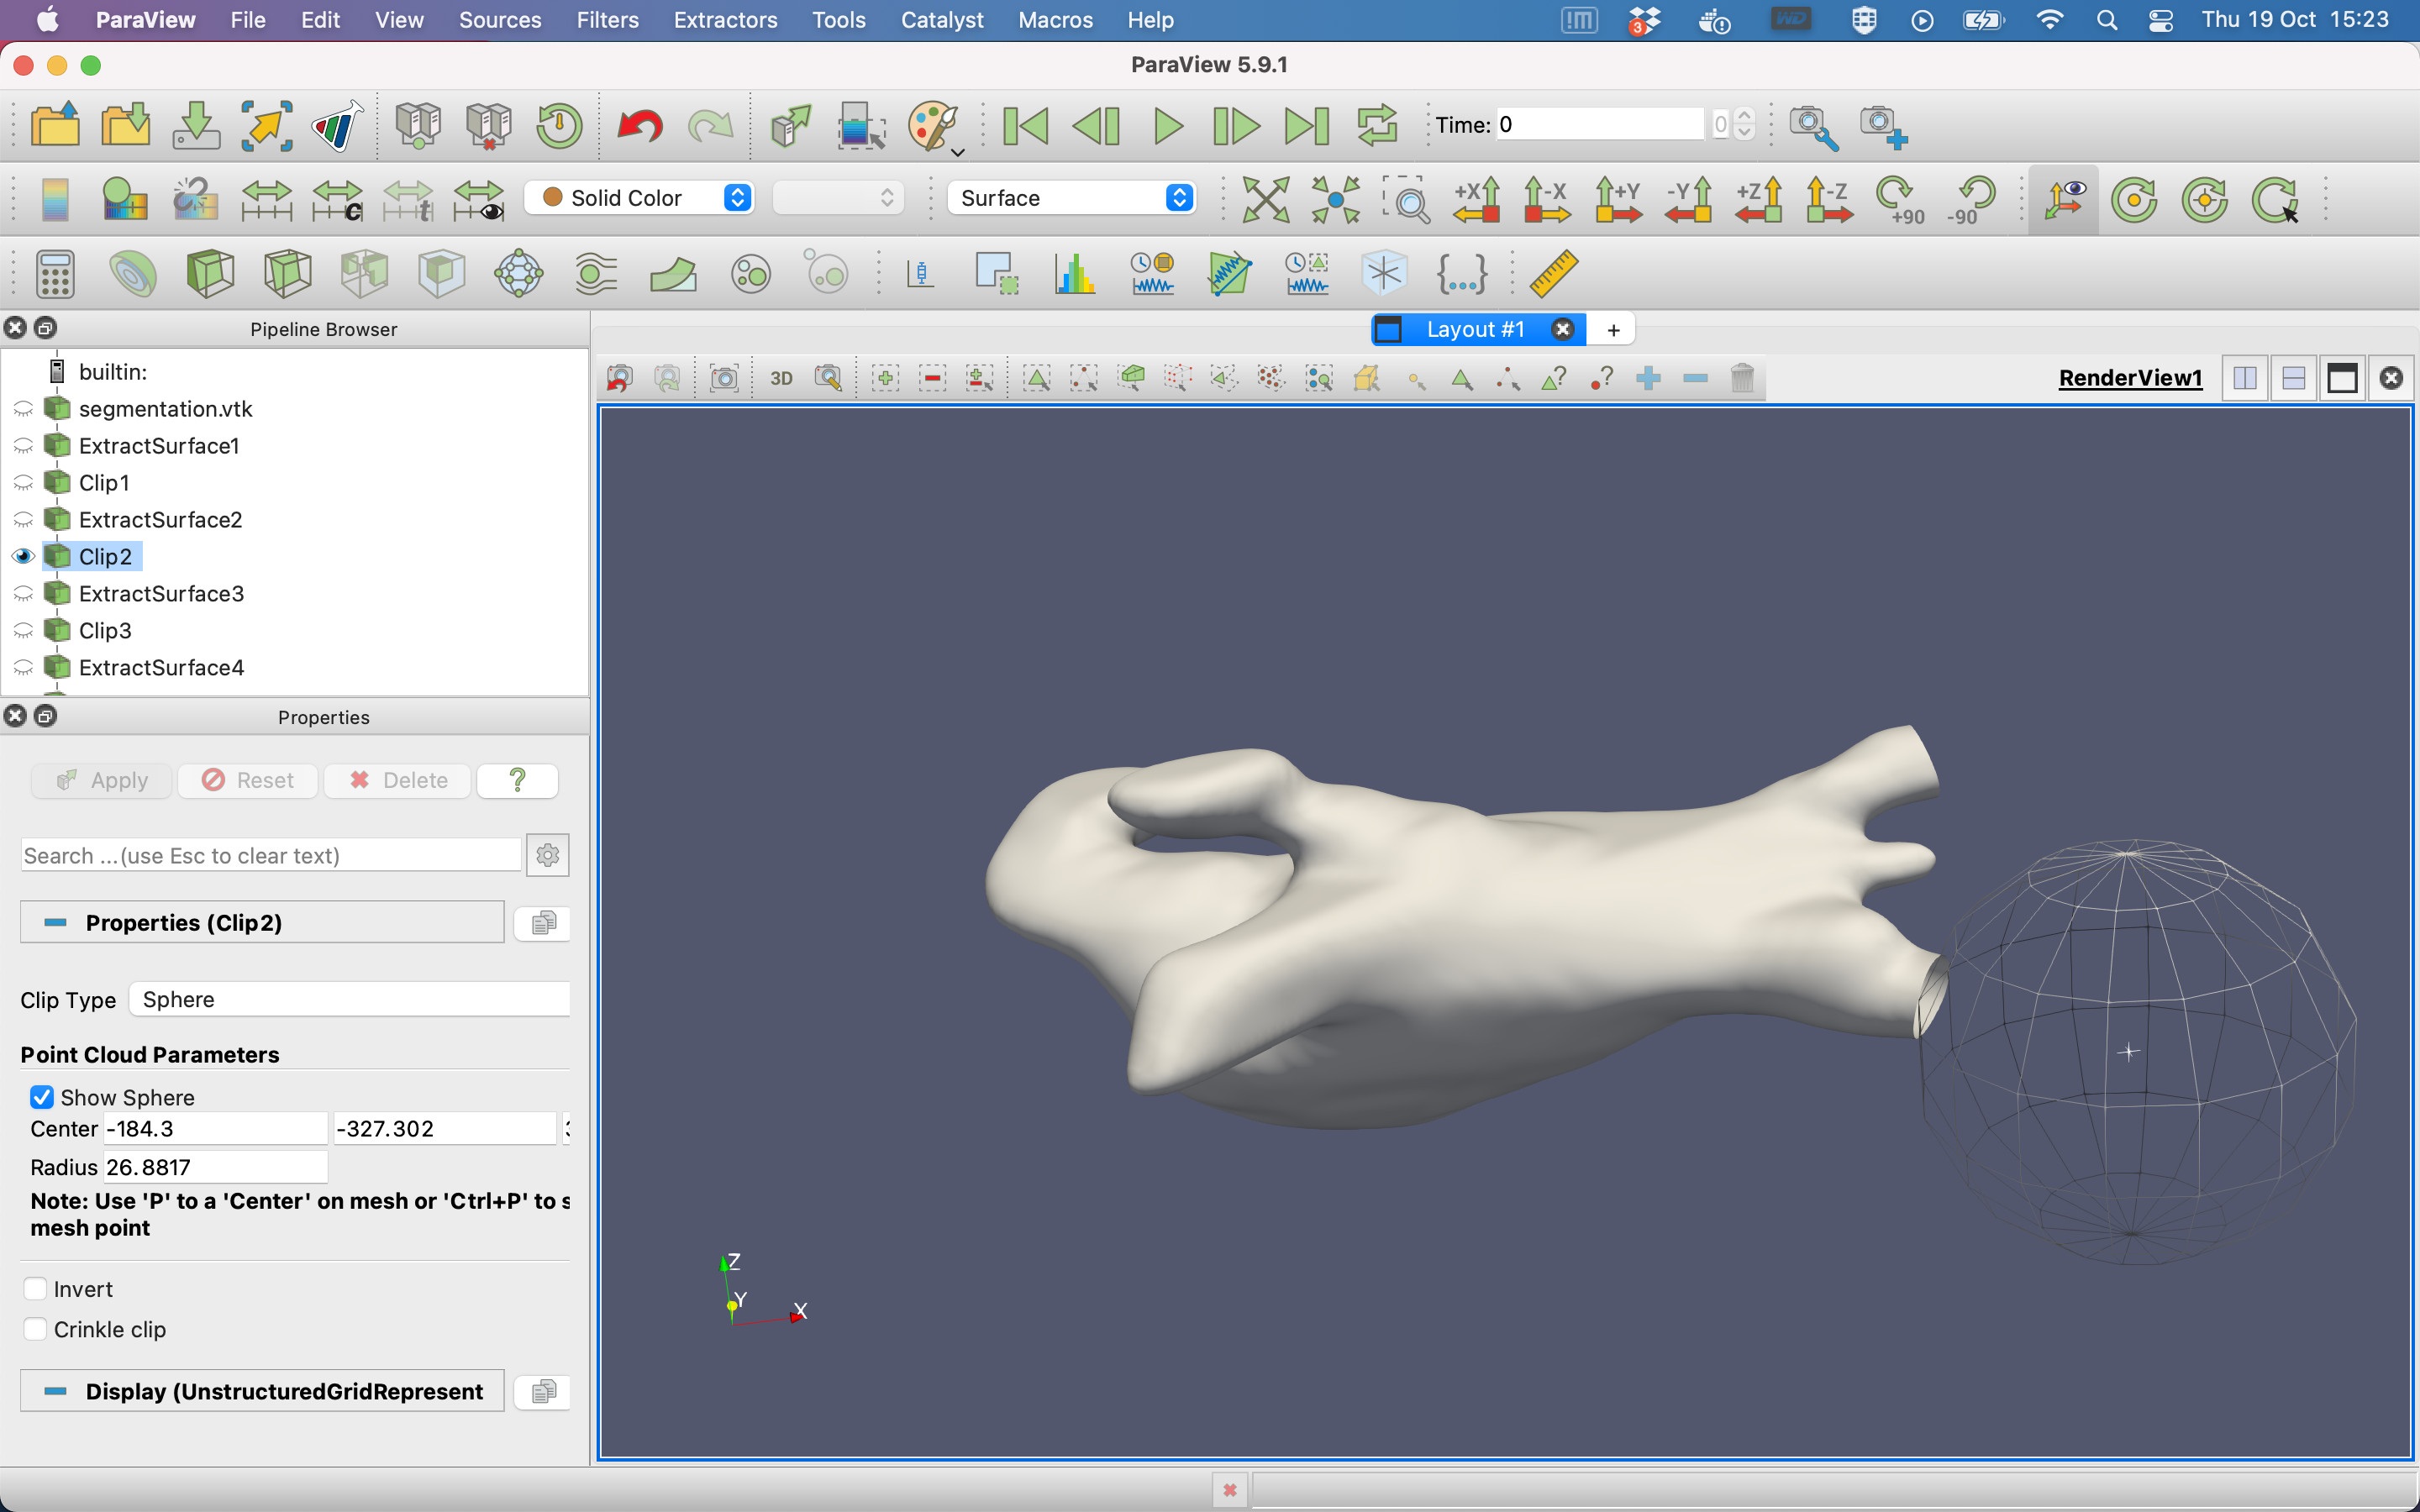 ParaView File Edit View Sources Filters Extractors Tools Catalyst Macros Help 3 WD Thu 19 Oct 15:23
ParaView 5.9.1
Time: 0 0
c t Solid Color Surface +X -X +Y -Y +Z -Z +90 -90
{...}
Pipeline Browser
Layout #1 +
builtin:
3D
RenderView1
segmentation.vtk
ExtractSurface1
Clip1
ExtractSurface2
Clip2
ExtractSurface3
Clip3
ExtractSurface4
Properties
Apply Reset Delete ?
Search ...(use Esc to clear text)
Properties (Clip2)
Clip Type Sphere
Point Cloud Parameters
Show Sphere
Center -184.3 -327.302
Radius 26.8817
Note: Use 'P' to a 'Center' on mesh or 'Ctrl+P' to s
mesh point
Invert
Crinkle clip
Display (UnstructuredGridRepresent
Z
Y
X